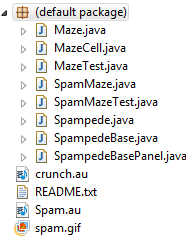 (default package)
Maze.java
MazeCell.java
MazeTest.java
SpamMaze.java
SpamMazeTest.java
Spampede.java
SpampedeBase.java
SpampedeBasePanel.java
crunch.au
README.txt
Spam.au
spam.gif